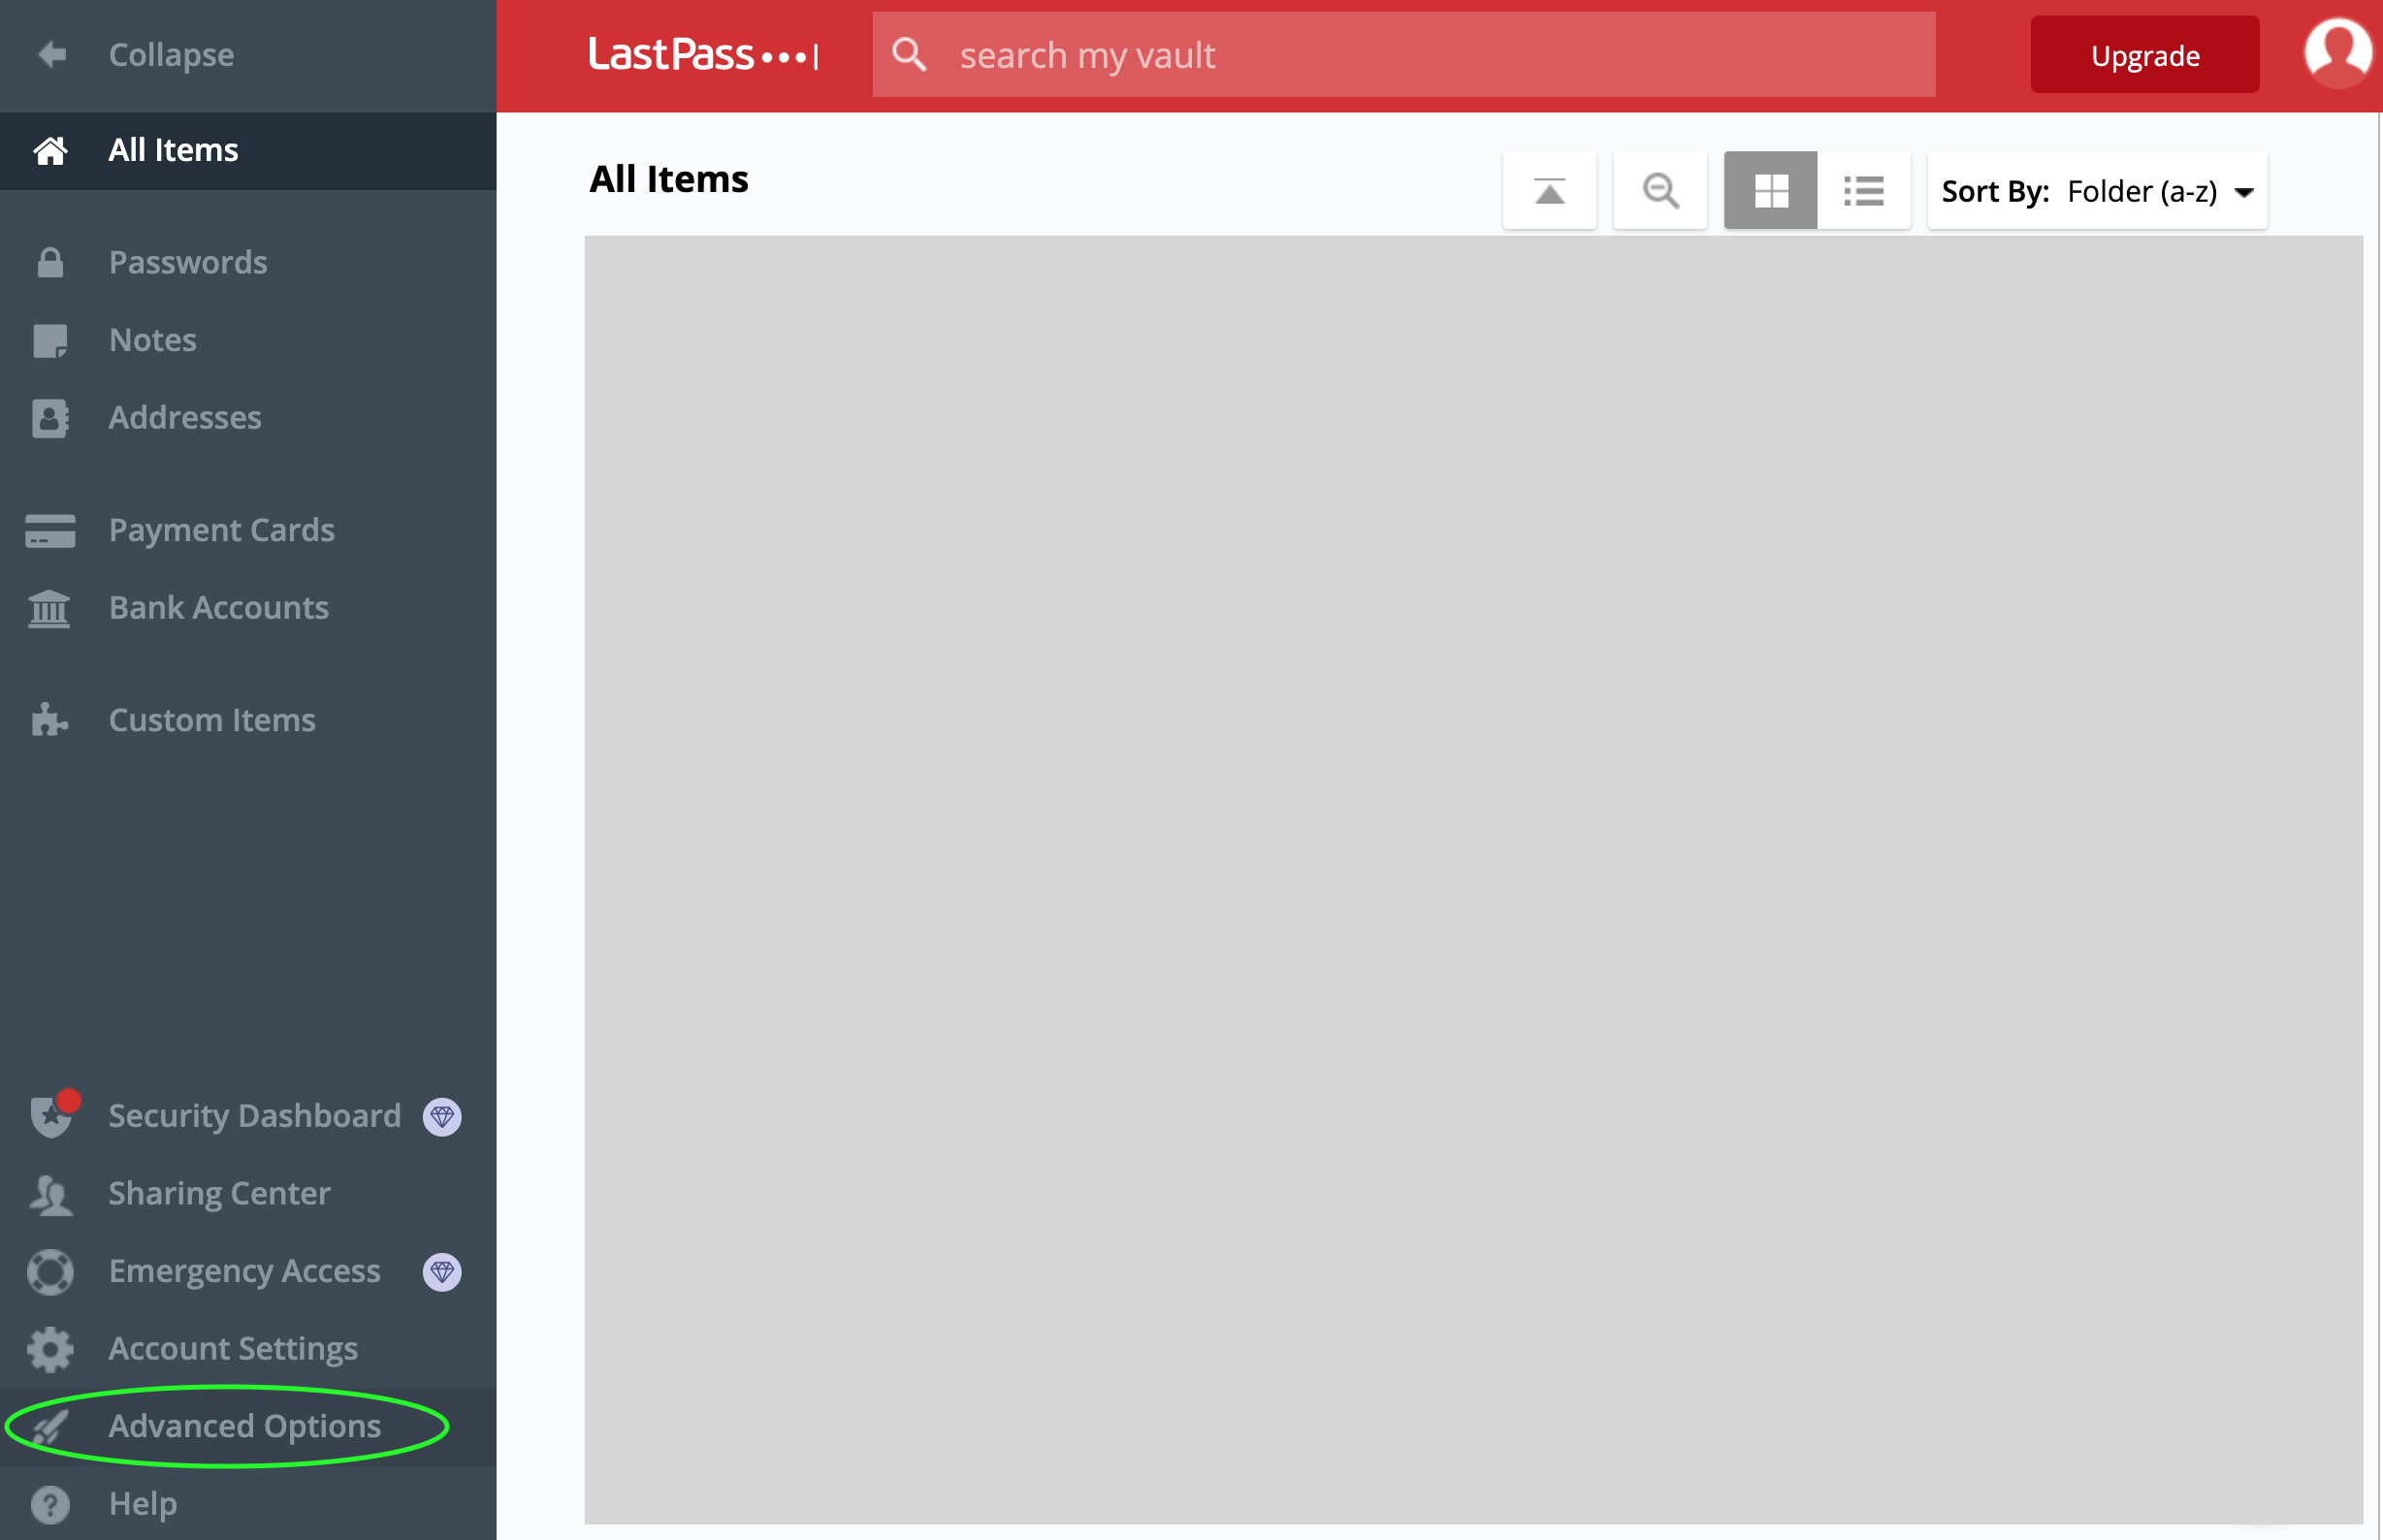 Collapse
All Items
Passwords
Notes
Addresses
Payment Cards
Bank Accounts
Custom Items
Security Dashboard
Sharing Center
Emergency Access
Account Settings
Advanced Options
? Help
LastPass •••|
search my vault
Upgrade
All Items
Sort By: Folder (a-z)